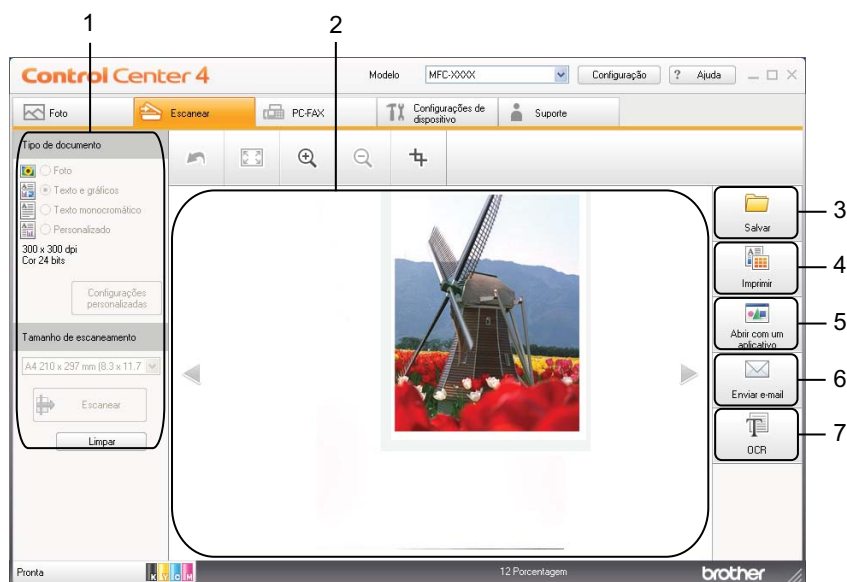 1
2
Control Center 4
Modelo
MFC-XXXX
Configuração
? Ajuda
Foto
Escanear
PC-FAX
Configurações de
dispositivo
Suporte
Tipo de documento
Foto
Texto e gráficos
Texto monocromático
Personalizado
300 x 300 dpi
Cor 24 bits
Configurações
personalizadas
Tamanho de escaneamento
A4 210 x 297 mm (8.3 x 11.7
Escanear
Limpar
Salvar
3
Imprimir
4
Abrir com um
aplicativo
5
Enviar e-mail
6
OCR
7
Pronta
K Y C M
12 Porcentagem
brother